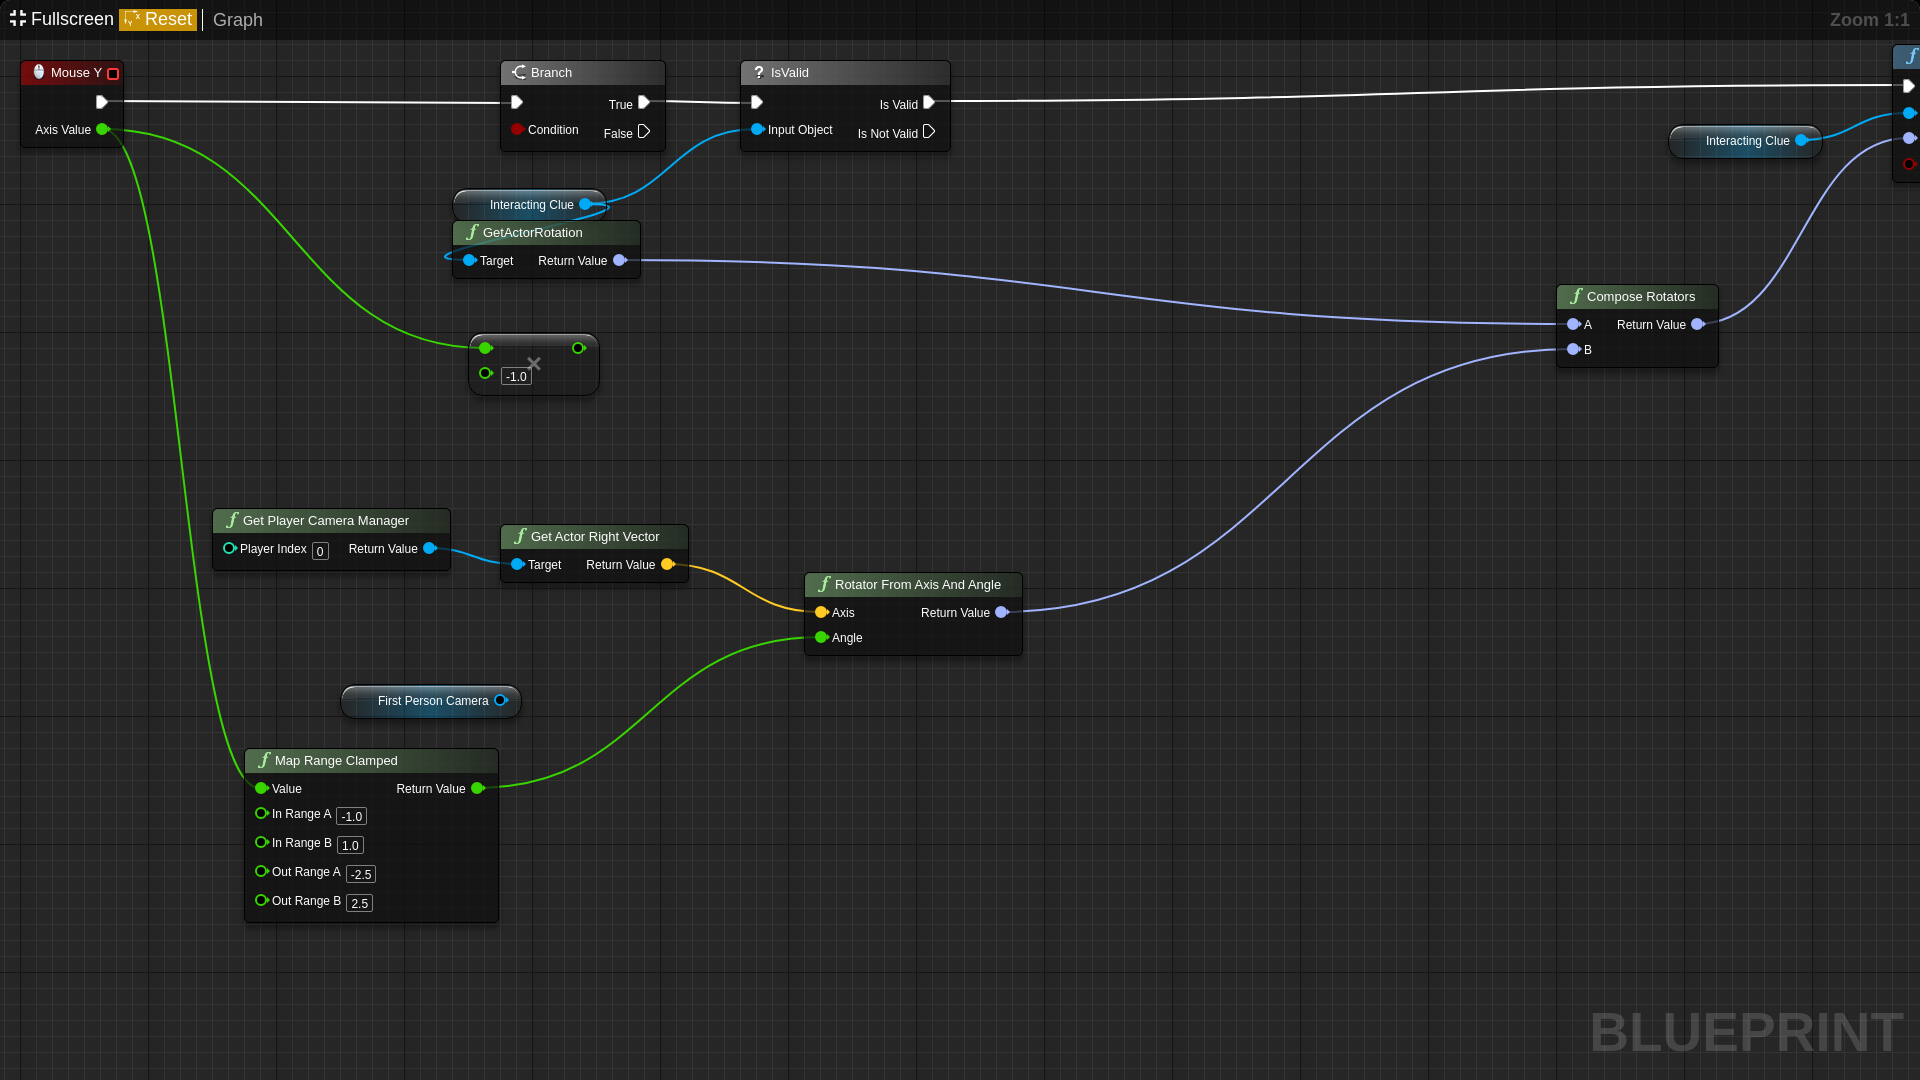 Fullscreen Reset Graph Zoom 1:1
Mouse Y
Axis Value
Branch
True
Condition
False
? IsValid
Is Valid
Input Object
Is Not Valid
Interacting Clue
Interacting Clue
GetActorRotation
Target Return Value
-1.0
Compose Rotators
A Return Value
B
Get Player Camera Manager
Player Index 0 Return Value
Get Actor Right Vector
Target Return Value
Rotator From Axis And Angle
Axis Return Value
Angle
First Person Camera
Map Range Clamped
Value Return Value
In Range A -1.0
In Range B 1.0
Out Range A -2.5
Out Range B 2.5
BLUEPRINT